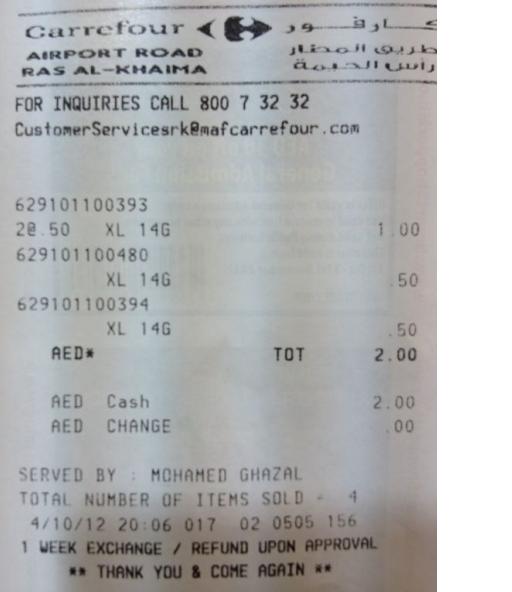 Carrefour كارفور
AIRPORT ROAD طريق المطار
RAS AL-KHAIMA رأس الخيمة
FOR INQUIRIES CALL 800 7 32 32
CustomerServicesrk@mafcarrefour.com
629101100393
2@.50 XL 14G 1.00
629101100480
XL 14G .50
629101100394
XL 14G .50
AED* TOT 2.00
AED Cash 2.00
AED CHANGE .00
SERVED BY : MOHAMED GHAZAL
TOTAL NUMBER OF ITEMS SOLD - 4
4/10/12 20:06 017 02 0505 156
1 WEEK EXCHANGE / REFUND UPON APPROVAL
** THANK YOU & COME AGAIN **